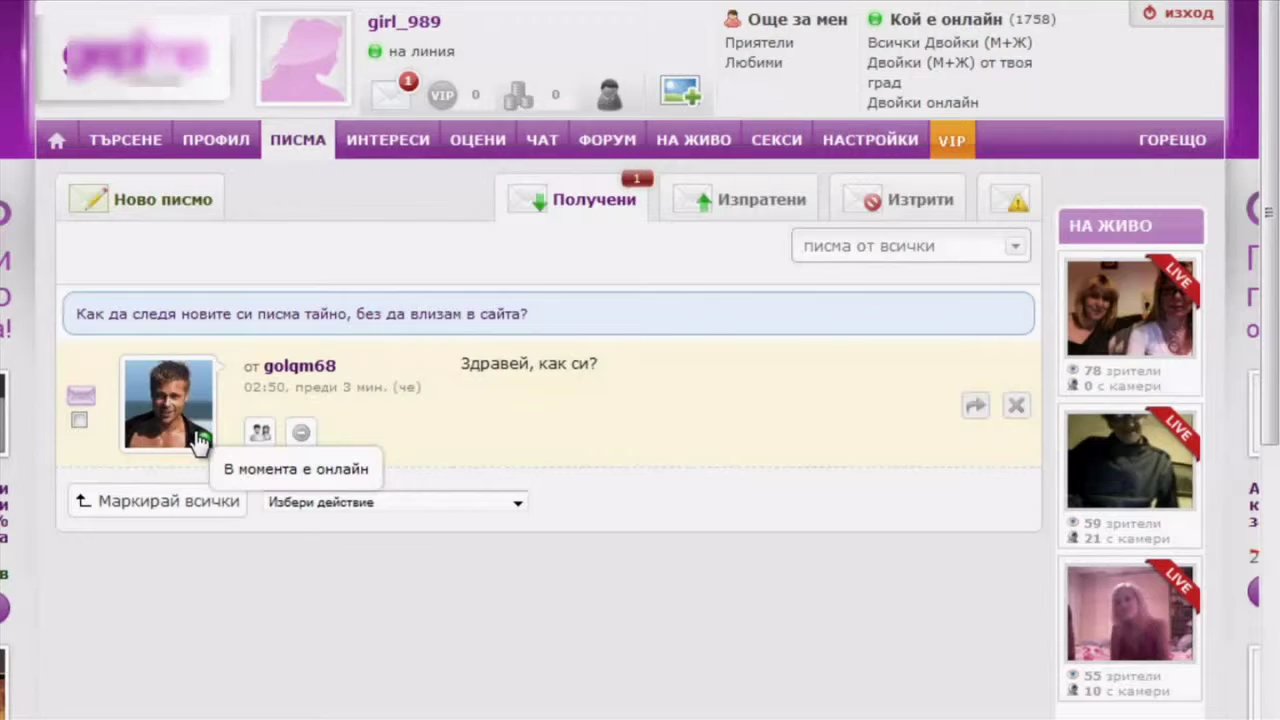 girl_989
на линия
1
VIP
0
0
Още за мен
Приятели
Любими
Кой е онлайн (1758)
Всички Двойки (М+Ж)
Двойки (М+Ж) от твоя
град
Двойки онлайн
изход
ТЪРСЕНЕ
ПРОФИЛ
ПИСМА
ИНТЕРЕСИ
ОЦЕНИ
ЧАТ
ФОРУМ
НА ЖИВО
СЕКСИ
НАСТРОЙКИ
VIP
ГОРЕЩО
Ново писмо
Получени
1
Изпратени
Изтрити
писма от всички
Как да следя новите си писма тайно, без да влизам в сайта?
от golqm68
02:50, преди 3 мин. (че)
Здравей, как си?
В момента е онлайн
Маркирай всички
Избери действие
НА ЖИВО
LIVE
78 зрители
0 с камери
LIVE
59 зрители
21 с камери
LIVE
55 зрители
10 с камери